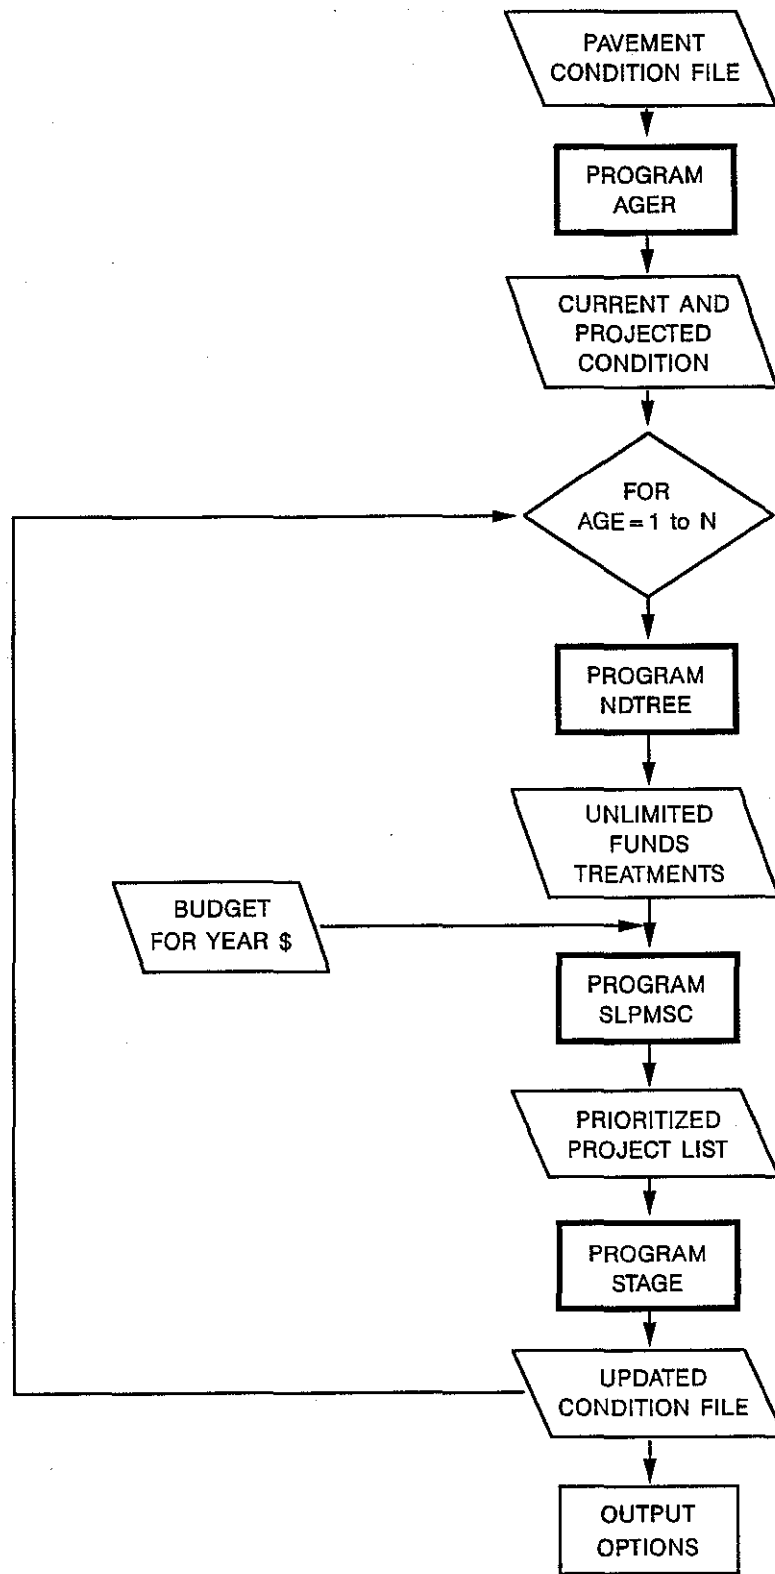 PAVEMENT
CONDITION FILE
PROGRAM
AGER
CURRENT AND
PROJECTED
CONDITION
FOR
AGE = 1 to N
PROGRAM
NDTREE
UNLIMITED
FUNDS
TREATMENTS
BUDGET
FOR YEAR $
PROGRAM
SLPMSC
PRIORITIZED
PROJECT LIST
PROGRAM
STAGE
UPDATED
CONDITION FILE
OUTPUT
OPTIONS